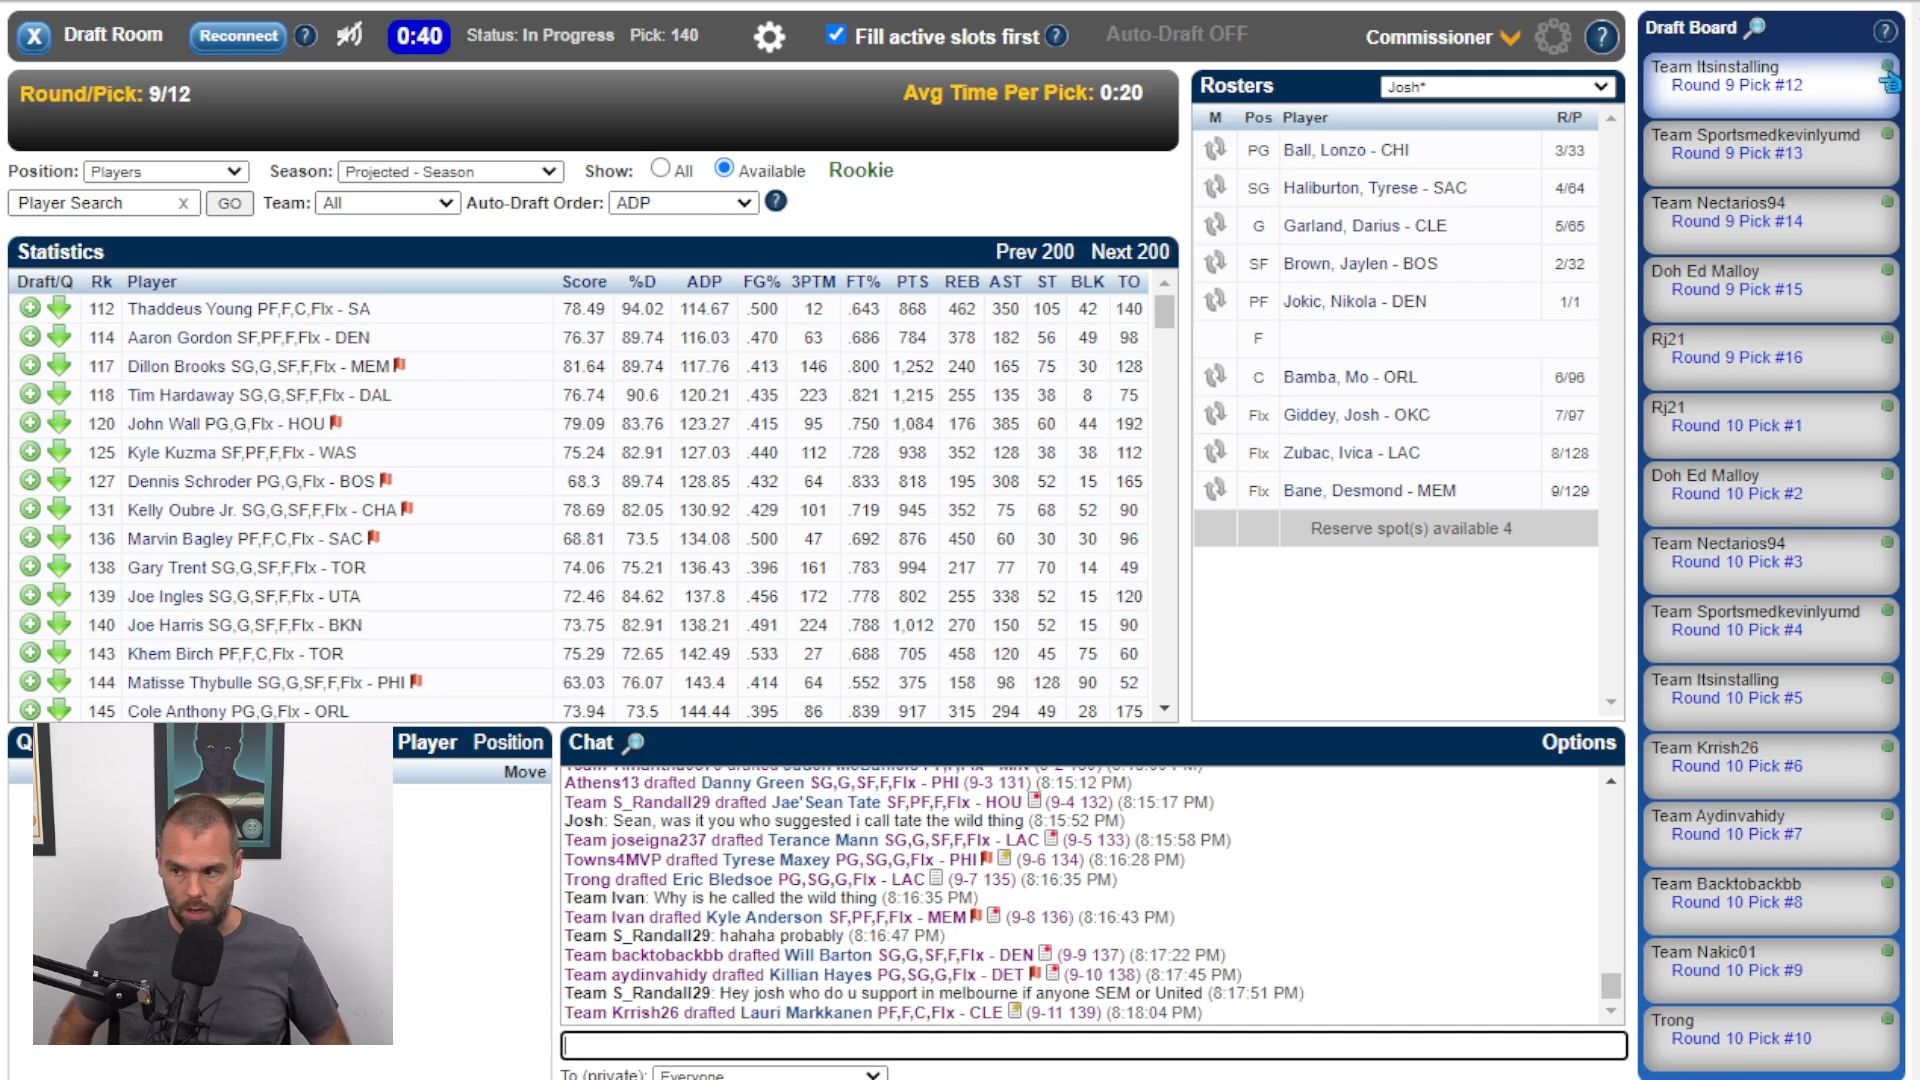 X Draft Room Reconnect ? 0:40 Status: In Progress Pick: 140 Fill active slots first ? Auto-Draft OFF Commissioner ?
Round/Pick: 9/12 Avg Time Per Pick: 0:20
Position: Players Season: Projected - Season Show: All Available Rookie
Player Search x GO Team: All Auto-Draft Order: ADP ?
Statistics Prev 200 Next 200
Draft/Q Rk Player Score %D ADP FG% 3PTM FT% PTS REB AST ST BLK TO
112 Thaddeus Young PF,F,C,Flx - SA 78.49 94.02 114.67 .500 12 .643 868 462 350 105 42 140
114 Aaron Gordon SF,PF,F,Flx - DEN 76.37 89.74 116.03 .470 63 .686 784 378 182 56 49 98
117 Dillon Brooks SG,G,SF,F,Flx - MEM 81.64 89.74 117.76 .413 146 .800 1,252 240 165 75 30 128
118 Tim Hardaway SG,G,SF,F,Flx - DAL 76.74 90.6 120.21 .435 223 .821 1,215 255 135 38 8 75
120 John Wall PG,G,Flx - HOU 79.09 83.76 123.27 .415 95 .750 1,084 176 385 60 44 192
125 Kyle Kuzma SF,PF,F,Flx - WAS 75.24 82.91 127.03 .440 112 .728 938 352 128 38 38 112
127 Dennis Schroder PG,G,Flx - BOS 68.3 89.74 128.85 .432 64 .833 818 195 308 52 15 165
131 Kelly Oubre Jr. SG,G,SF,F,Flx - CHA 78.69 82.05 130.92 .429 101 .719 945 352 75 68 52 90
136 Marvin Bagley PF,F,C,Flx - SAC 68.81 73.5 134.08 .500 47 .692 876 450 60 30 30 96
138 Gary Trent SG,G,SF,F,Flx - TOR 74.06 75.21 136.43 .396 161 .783 994 217 77 70 14 49
139 Joe Ingles SG,G,SF,F,Flx - UTA 72.46 84.62 137.8 .456 172 .778 802 255 338 52 15 120
140 Joe Harris SG,G,SF,F,Flx - BKN 73.75 82.91 138.21 .491 224 .788 1,012 270 150 52 15 90
143 Khem Birch PF,F,C,Flx - TOR 75.29 72.65 142.49 .533 27 .688 705 458 120 45 75 60
144 Matisse Thybulle SG,G,SF,F,Flx - PHI 63.03 76.07 143.4 .414 64 .552 375 158 98 128 90 52
145 Cole Anthony PG,G,Flx - ORL 73.94 73.5 144.44 .395 86 .839 917 315 294 49 28 175
Rosters Josh*
M Pos Player R/P
PG Ball, Lonzo - CHI 3/33
SG Haliburton, Tyrese - SAC 4/64
G Garland, Darius - CLE 5/65
SF Brown, Jaylen - BOS 2/32
PF Jokic, Nikola - DEN 1/1
F
C Bamba, Mo - ORL 6/96
Flx Giddey, Josh - OKC 7/97
Flx Zubac, Ivica - LAC 8/128
Flx Bane, Desmond - MEM 9/129
Reserve spot(s) available 4
Player Position
Move
Chat Options
Athens13 drafted Danny Green SG,G,SF,F,Flx - PHI (9-3 131) (8:15:12 PM)
Team S_Randall29 drafted Jae'Sean Tate SF,PF,F,Flx - HOU (9-4 132) (8:15:17 PM)
Josh: Sean, was it you who suggested i call tate the wild thing (8:15:52 PM)
Team joseigna237 drafted Terance Mann SG,G,SF,F,Flx - LAC (9-5 133) (8:15:58 PM)
Towns4MVP drafted Tyrese Maxey PG,SG,G,Flx - PHI (9-6 134) (8:16:28 PM)
Trong drafted Eric Bledsoe PG,SG,G,Flx - LAC (9-7 135) (8:16:35 PM)
Team Ivan: Why is he called the wild thing (8:16:35 PM)
Team Ivan drafted Kyle Anderson SF,PF,F,Flx - MEM (9-8 136) (8:16:43 PM)
Team S_Randall29: hahaha probably (8:16:47 PM)
Team backtobackbb drafted Will Barton SG,G,SF,F,Flx - DEN (9-9 137) (8:17:22 PM)
Team aydinvahidy drafted Killian Hayes PG,SG,G,Flx - DET (9-10 138) (8:17:45 PM)
Team S_Randall29: Hey josh who do u support in melbourne if anyone SEM or United (8:17:51 PM)
Team Krrish26 drafted Lauri Markkanen PF,F,C,Flx - CLE (9-11 139) (8:18:04 PM)
To (private): Everyone
Draft Board ?
Team Itsinstalling
Round 9 Pick #12
Team Sportsmedkevinlyumd
Round 9 Pick #13
Team Nectarios94
Round 9 Pick #14
Doh Ed Malloy
Round 9 Pick #15
Rj21
Round 9 Pick #16
Rj21
Round 10 Pick #1
Doh Ed Malloy
Round 10 Pick #2
Team Nectarios94
Round 10 Pick #3
Team Sportsmedkevinlyumd
Round 10 Pick #4
Team Itsinstalling
Round 10 Pick #5
Team Krrish26
Round 10 Pick #6
Team Aydinvahidy
Round 10 Pick #7
Team Backtobackbb
Round 10 Pick #8
Team Nakic01
Round 10 Pick #9
Trong
Round 10 Pick #10